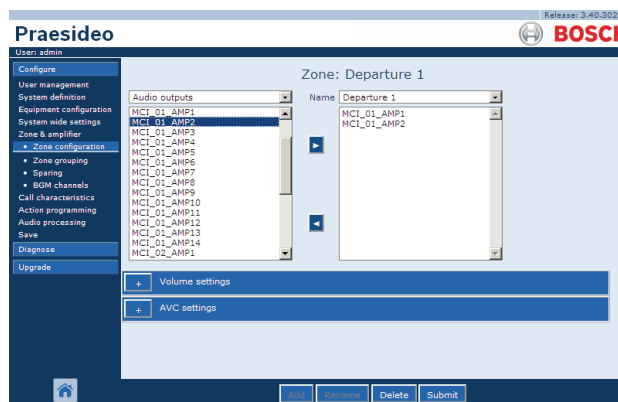 Release: 3.40.302
Praesideo
BOSCH
User: admin
Configure
User management
System definition
Equipment configuration
System wide settings
Zone & amplifier
• Zone configuration
• Zone grouping
• Sparing
• BGM channels
Call characteristics
Action programming
Audio processing
Save
Diagnose
Upgrade
Zone: Departure 1
Audio outputs
MCI_01_AMP1
MCI_01_AMP2
MCI_01_AMP3
MCI_01_AMP4
MCI_01_AMP5
MCI_01_AMP6
MCI_01_AMP7
MCI_01_AMP8
MCI_01_AMP9
MCI_01_AMP10
MCI_01_AMP11
MCI_01_AMP12
MCI_01_AMP13
MCI_01_AMP14
MCI_02_AMP1
Name Departure 1
MCI_01_AMP1
MCI_01_AMP2
+ Volume settings
+ AVC settings
Add Rename Delete Submit